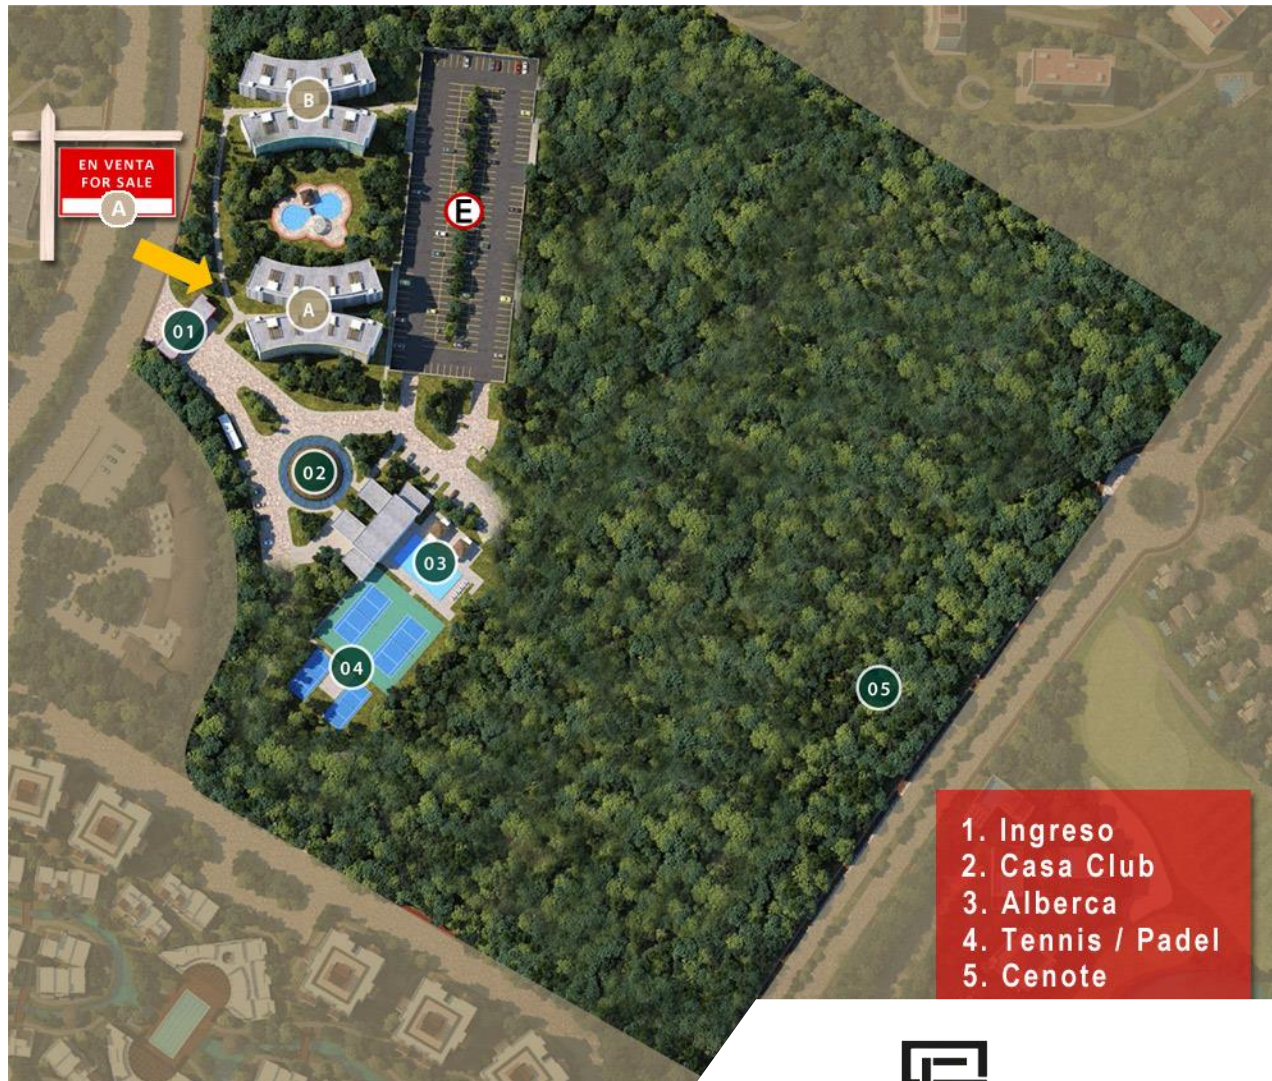 B
EN VENTA
FOR SALE
A
E
A
01
02
03
04
05
1. Ingreso
2. Casa Club
3. Alberca
4. Tennis / Padel
5. Cenote